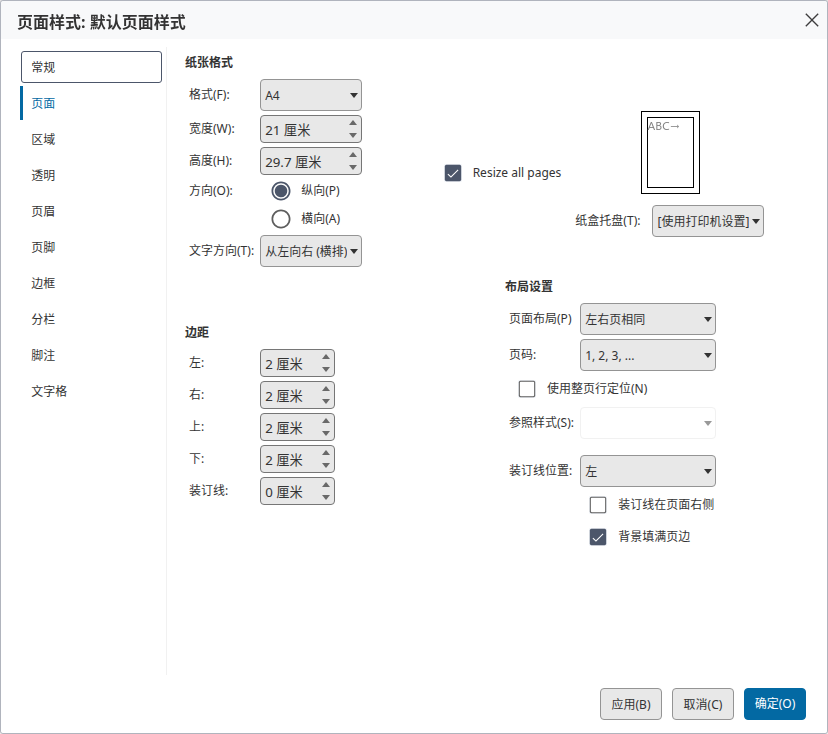 页面样式: 默认页面样式
常规
页面
区域
透明
页眉
页脚
边框
分栏
脚注
文字格
纸张格式
格式(F): A4
宽度(W): 21 厘米
高度(H): 29.7 厘米
方向(O): 纵向(P)
横向(A)
文字方向(T): 从左向右 (横排)
Resize all pages
ABC→
纸盒托盘(T): [使用打印机设置]
边距
左: 2 厘米
右: 2 厘米
上: 2 厘米
下: 2 厘米
装订线: 0 厘米
布局设置
页面布局(P) 左右页相同
页码: 1, 2, 3, ...
使用整页行定位(N)
参照样式(S):
装订线位置: 左
装订线在页面右侧
背景填满页边
应用(B) 取消(C) 确定(O)